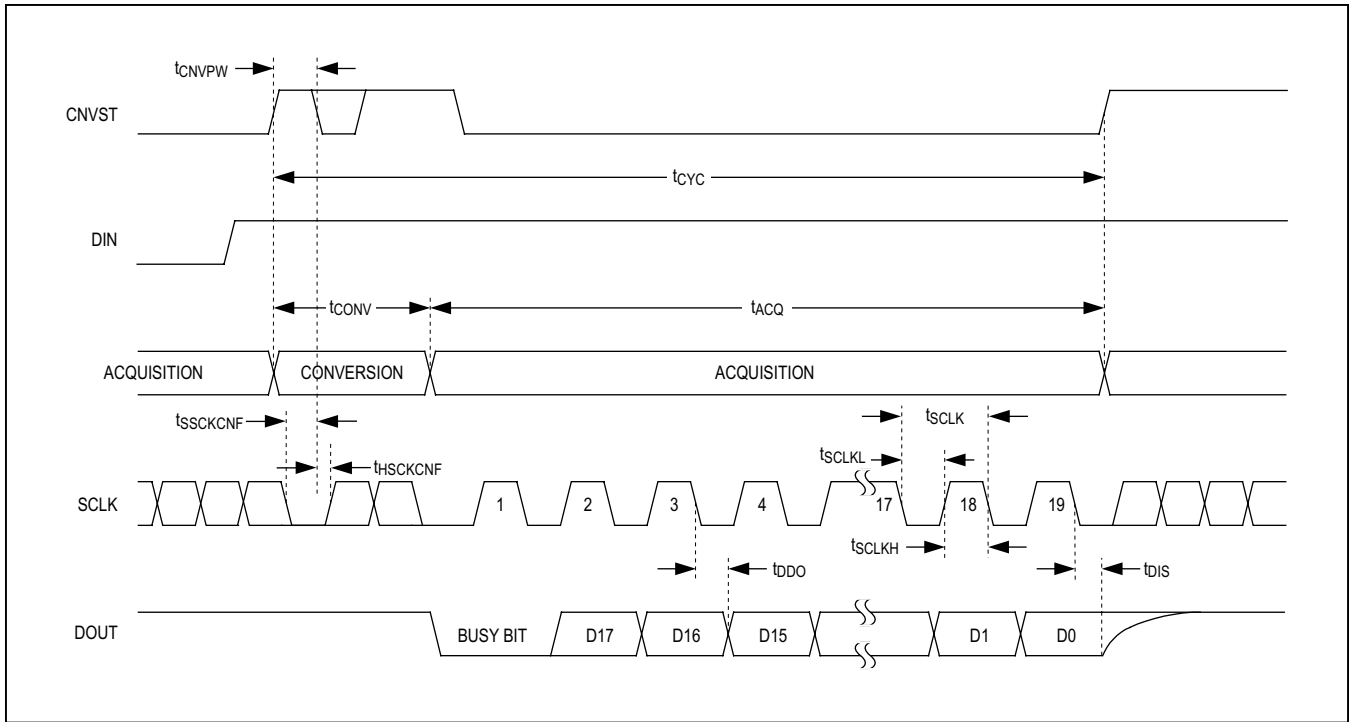 tCNVPW
CNVST
tCYC
DIN
tCONV
tACQ
ACQUISITION
CONVERSION
ACQUISITION
tSSCKCNF
tSCLK
tHSCKCNF
tSCLKL
SCLK
1
2
3
4
17
18
19
tSCLKH
tDDO
tDIS
DOUT
BUSY BIT
D17
D16
D15
D1
D0